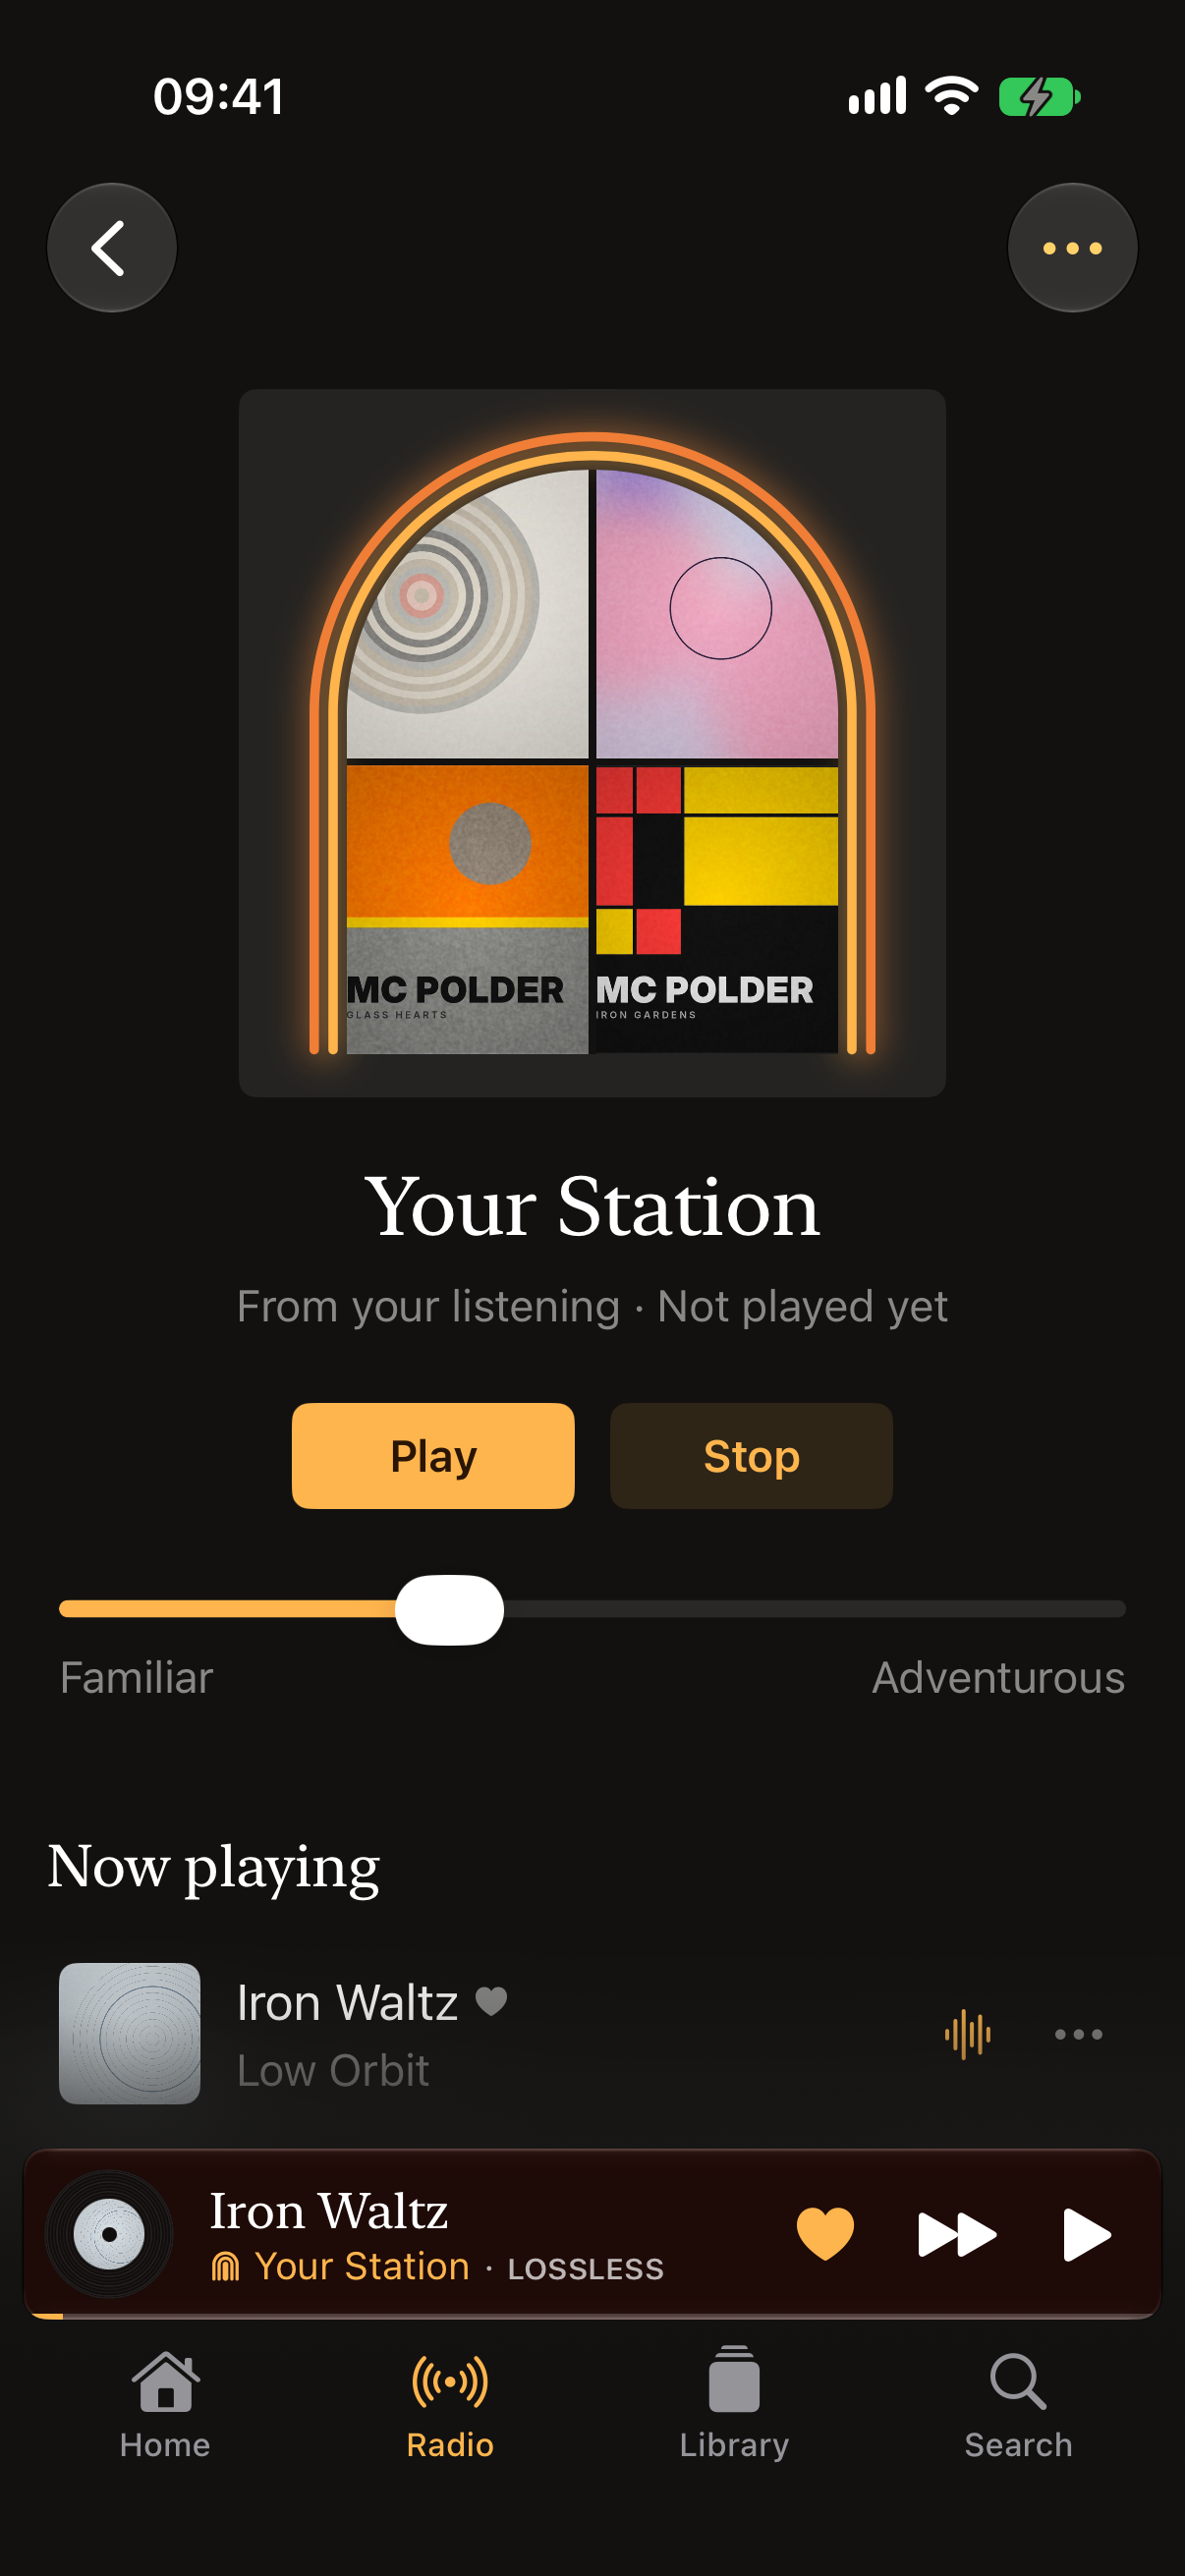 09:41
MC POLDER
GLASS HEARTS
MC POLDER
IRON GARDENS
Your Station
From your listening · Not played yet
Play
Stop
Familiar
Adventurous
Now playing
Iron Waltz
Low Orbit
Iron Waltz
Your Station · LOSSLESS
Home
Radio
Library
Search